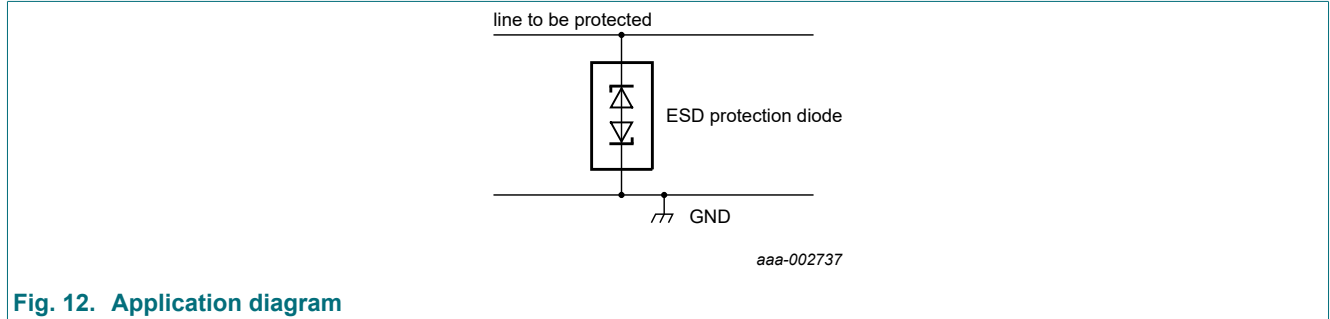 line to be protected
ESD protection diode
GND
aaa-002737
Fig. 12. Application diagram